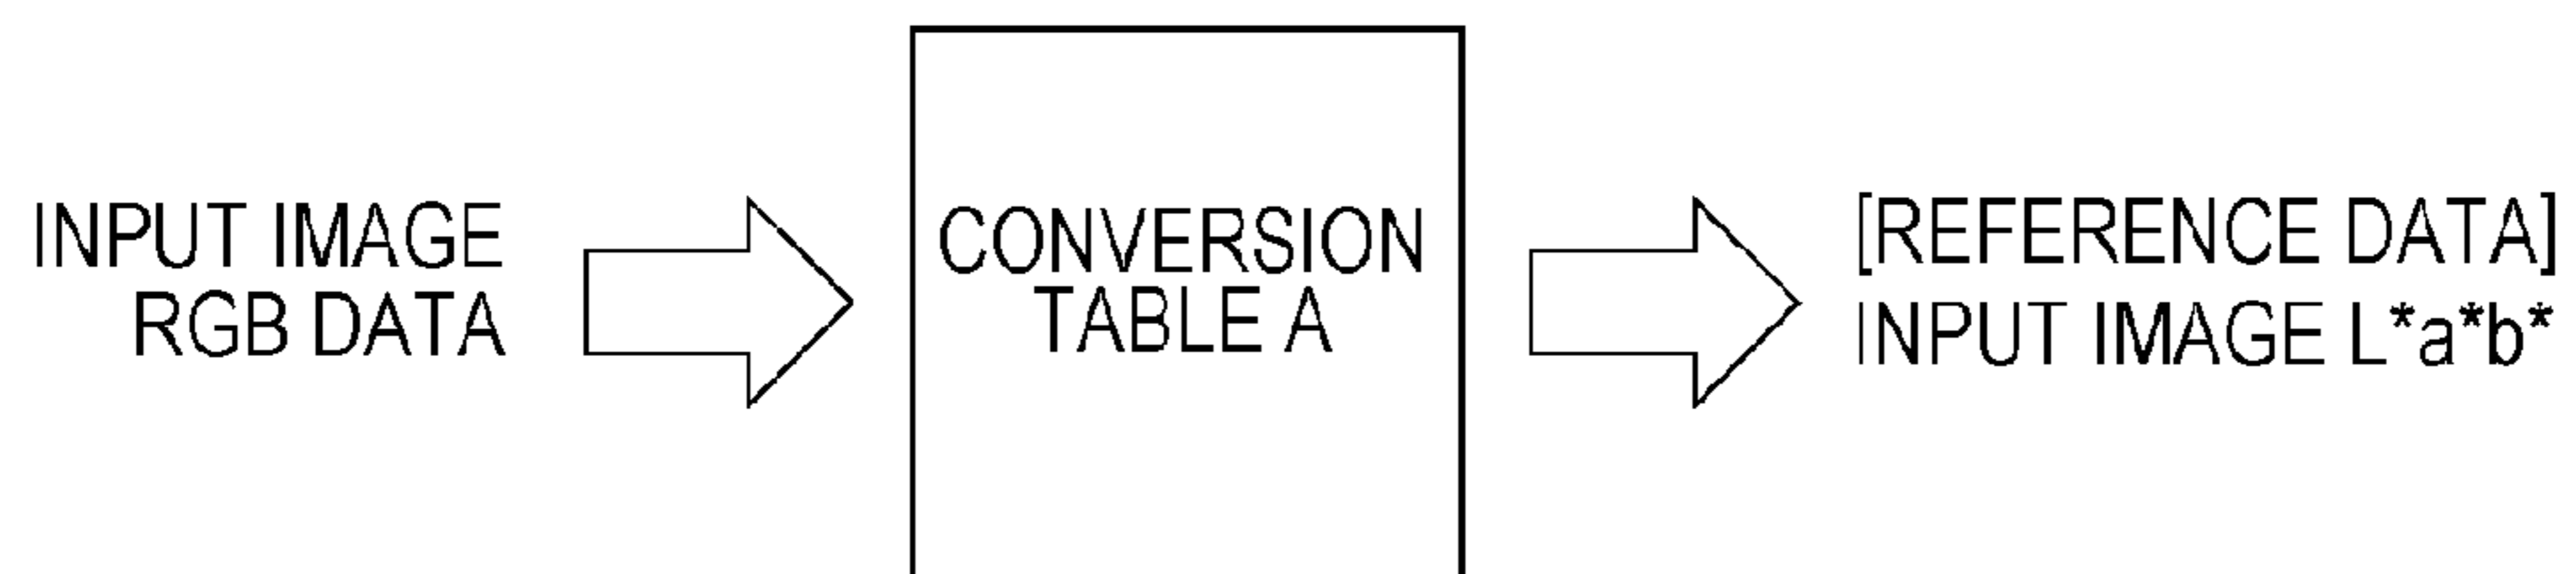 INPUT IMAGE
RGB DATA
CONVERSION
TABLE A
[REFERENCE DATA]
INPUT IMAGE L*a*b*